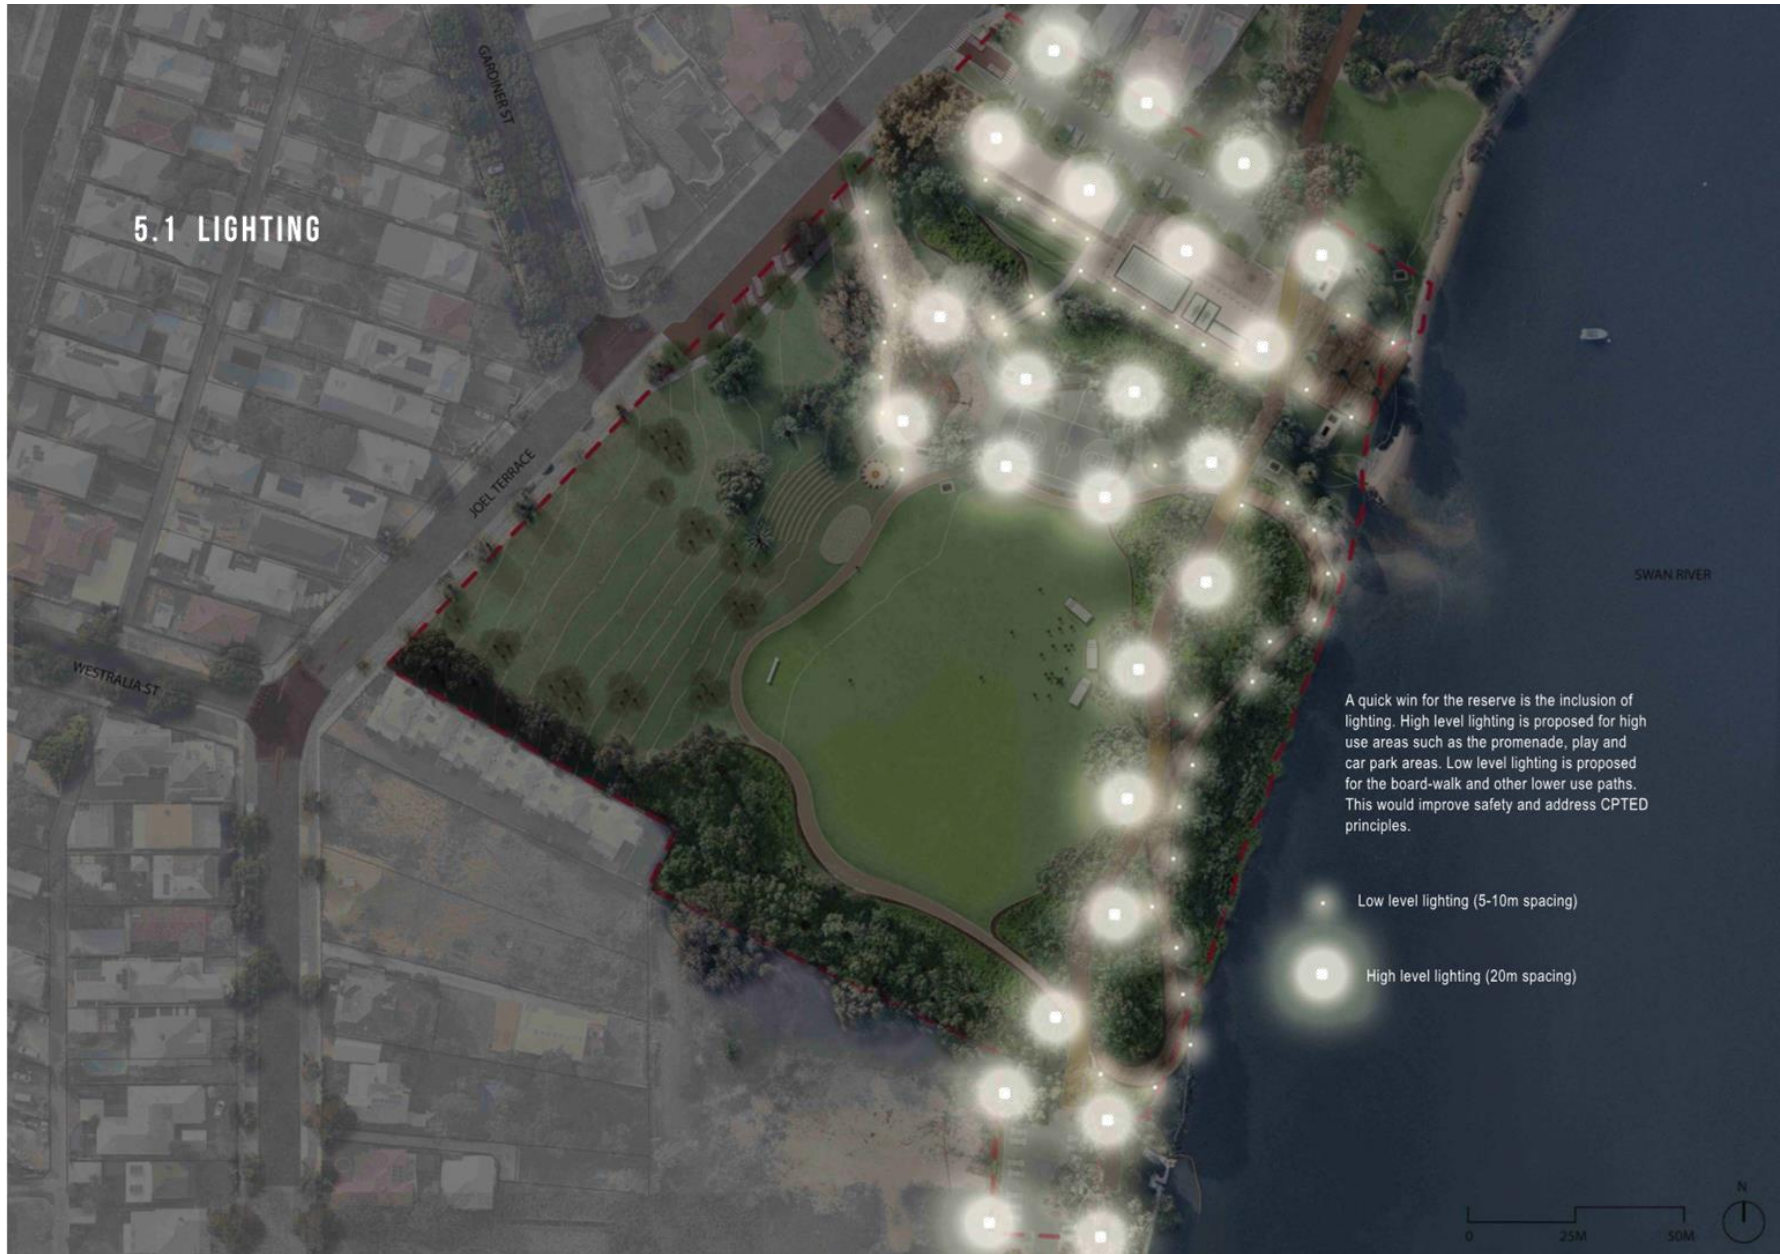 5.1 LIGHTING
GARDINER ST
JOEL TERRACE
WESTRALIA ST
SWAN RIVER
A quick win for the reserve is the inclusion of
lighting. High level lighting is proposed for high
use areas such as the promenade, play and
car park areas. Low level lighting is proposed
for the board-walk and other lower use paths.
This would improve safety and address CPTED
principles.
Low level lighting (5-10m spacing)
High level lighting (20m spacing)
N
0 25M 50M